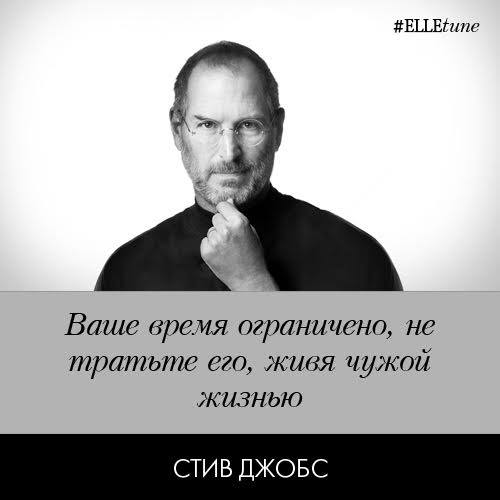 #ELLEtune
Ваше время ограничено, не
тратьте его, живя чужой
жизнью
СТИВ ДЖОБС